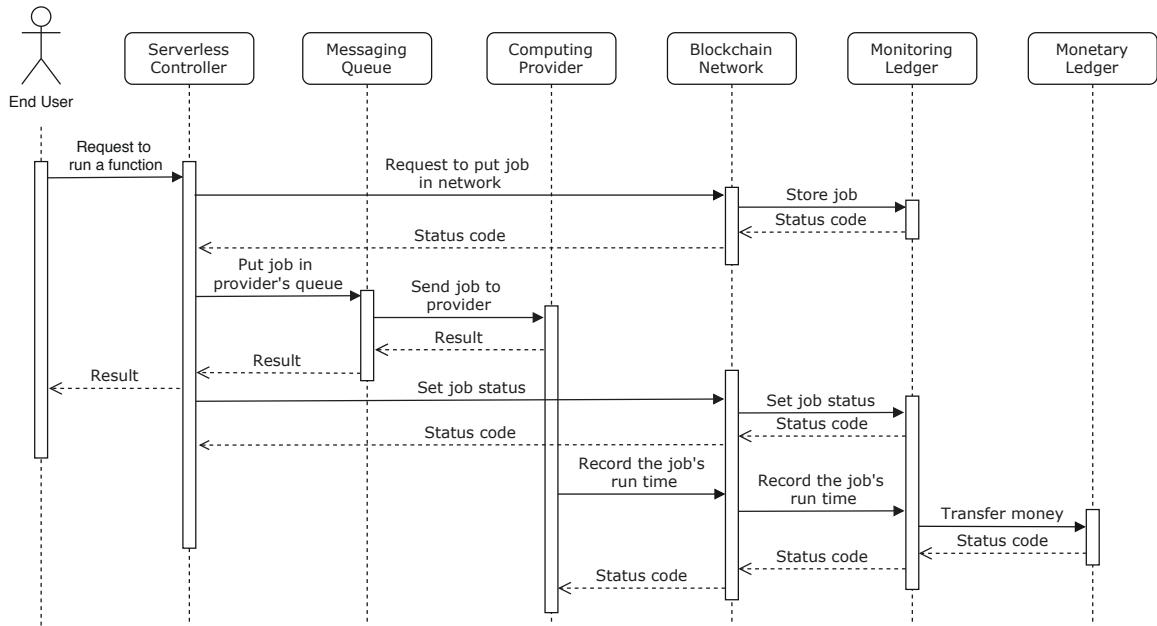 Serverless
Controller
Messaging
Queue
Computing
Provider
Blockchain
Network
Monitoring
Ledger
Monetary
Ledger
End User
Request to
run a function
Request to put job
in network
Store job
Status code
Status code
Put job in
provider's queue
Send job to
provider
Result
Result
Result
Set job status
Set job status
Status code
Status code
Record the job's
run time
Record the job's
run time
Transfer money
Status code
Status code
Status code